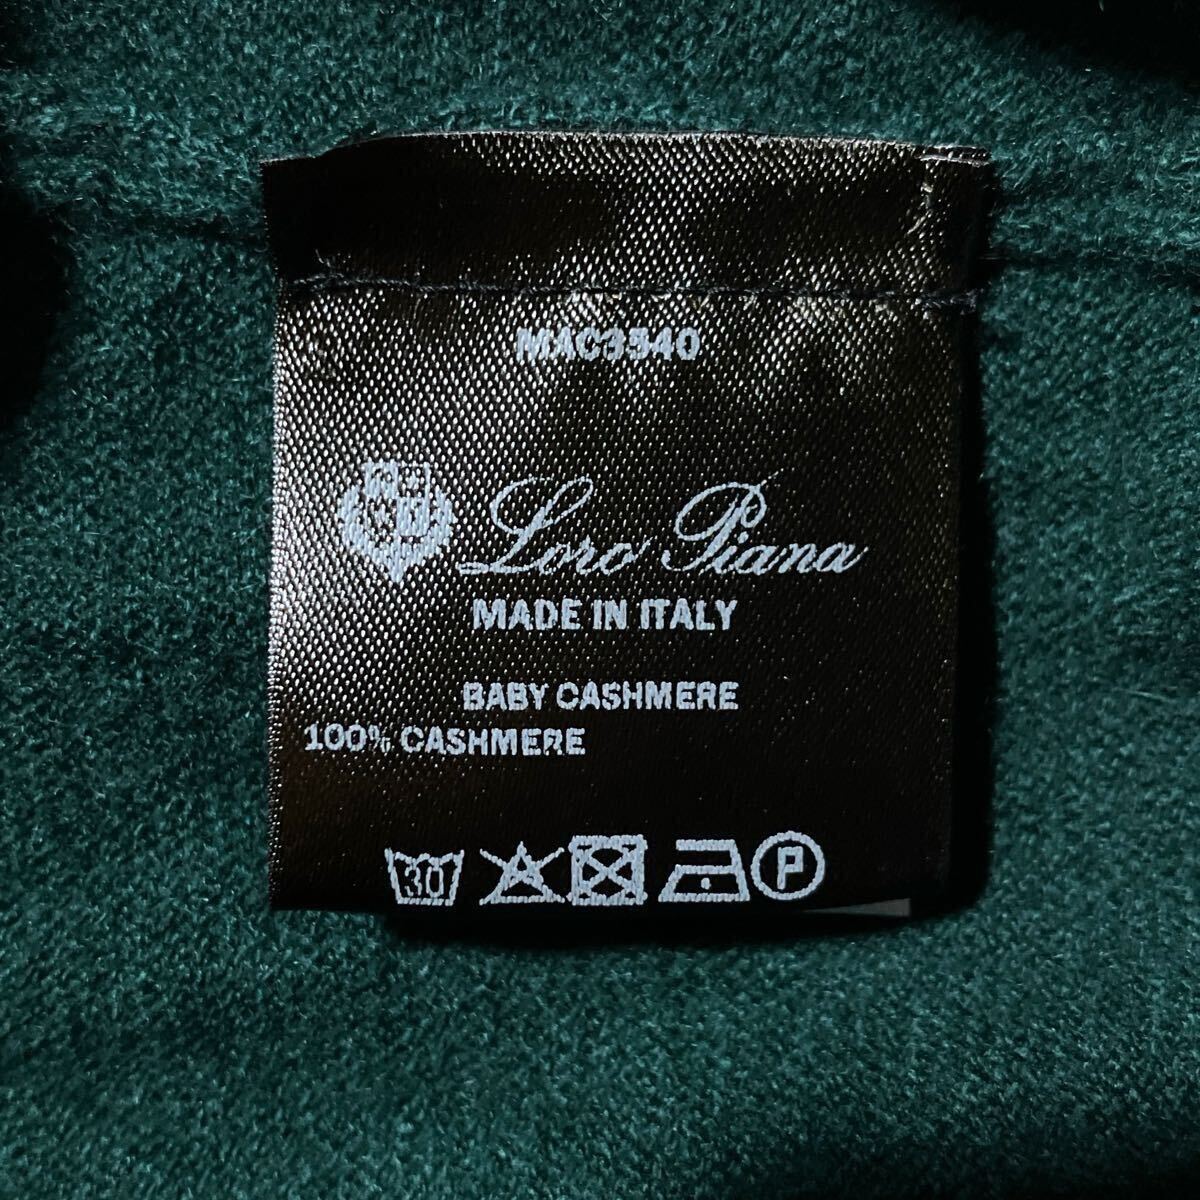 MAC3540
Loro Piana
MADE IN ITALY
BABY CASHMERE
100% CASHMERE
30 P